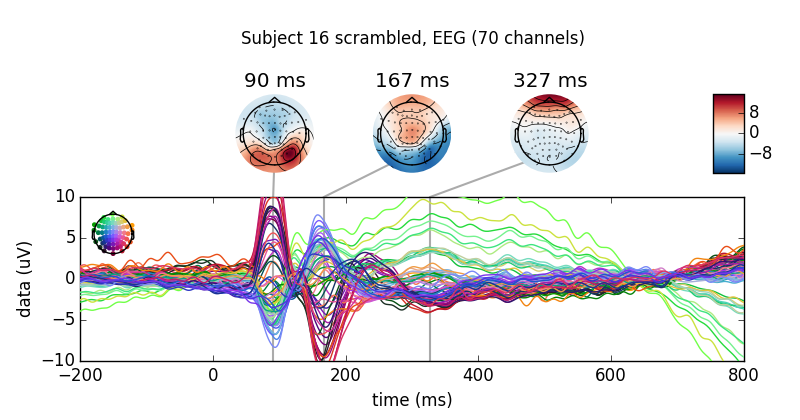 Subject 16 scrambled, EEG (70 channels)
90 ms 167 ms 327 ms
8
0
−8
10
5
0
−5
−10
data (uV)
−200 0 200 400 600 800
time (ms)